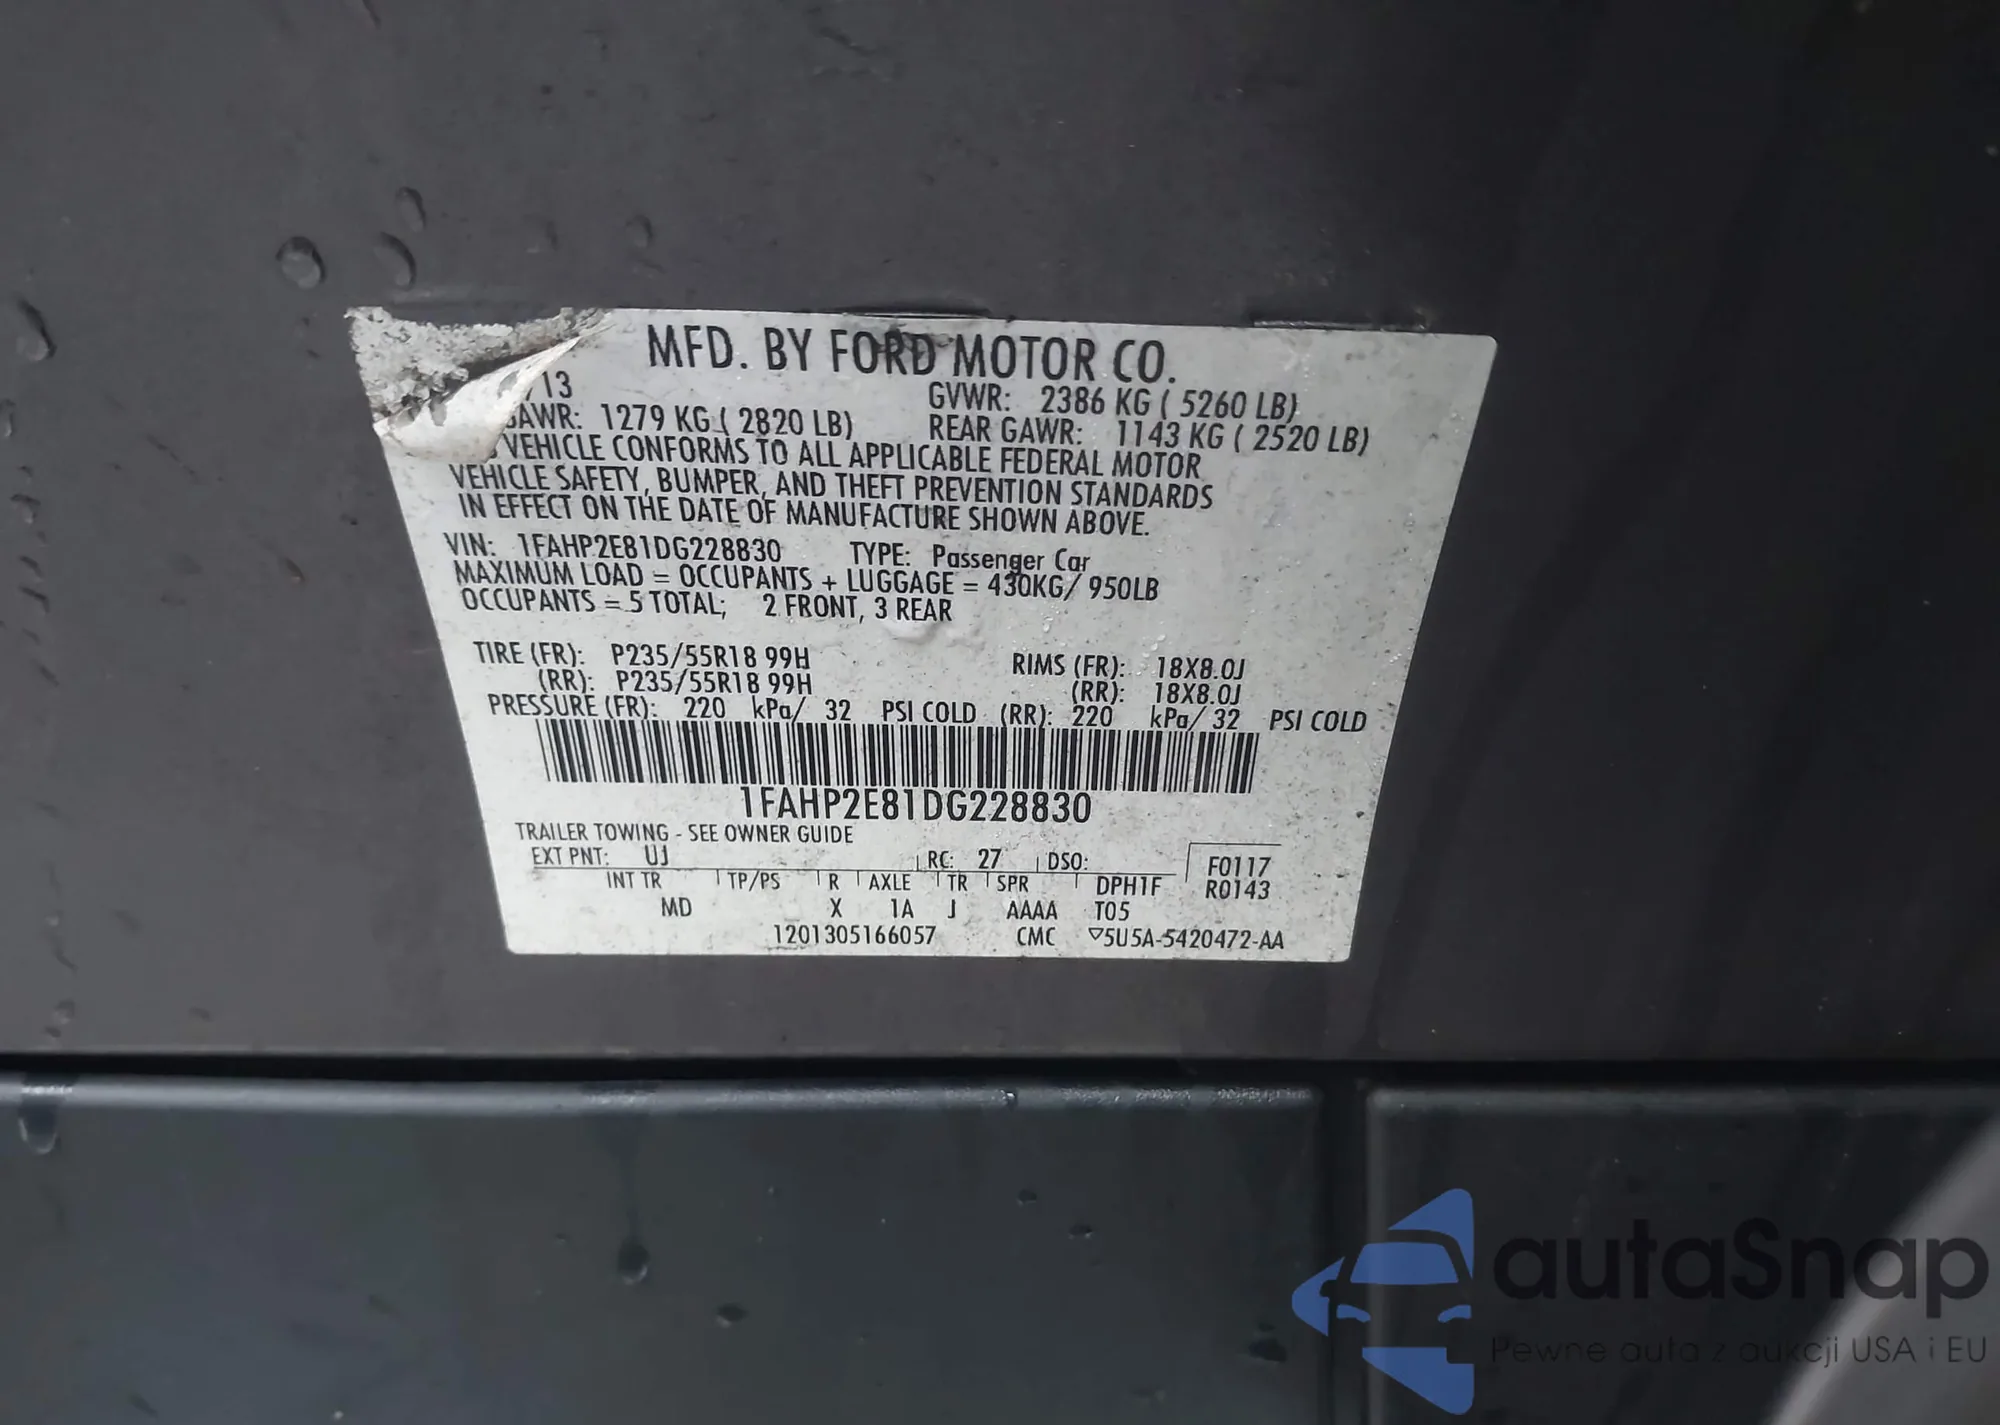 MFD. BY FORD MOTOR CO.
/13 GVWR: 2386 KG ( 5260 LB)
GAWR: 1279 KG ( 2820 LB) REAR GAWR: 1143 KG ( 2520 LB)
VEHICLE CONFORMS TO ALL APPLICABLE FEDERAL MOTOR
VEHICLE SAFETY, BUMPER, AND THEFT PREVENTION STANDARDS
IN EFFECT ON THE DATE OF MANUFACTURE SHOWN ABOVE.
VIN: 1FAHP2E81DG228830 TYPE: Passenger Car
MAXIMUM LOAD = OCCUPANTS + LUGGAGE = 430KG/ 950LB
OCCUPANTS = 5 TOTAL; 2 FRONT, 3 REAR
TIRE (FR): P235/55R18 99H RIMS (FR): 18X8.0J
(RR): P235/55R18 99H (RR): 18X8.0J
PRESSURE (FR): 220 kPa/ 32 PSI COLD (RR): 220 kPa/ 32 PSI COLD
1FAHP2E81DG228830
TRAILER TOWING - SEE OWNER GUIDE
EXT PNT: UJ RC: 27 DSO: F0117
INT TR TP/PS R AXLE TR SPR DPH1F R0143
MD X 1A J AAAA T05
1201305166057 CMC ▽5U5A-5420472-AA
autaSnap
Pewne auta z aukcji USA i EU